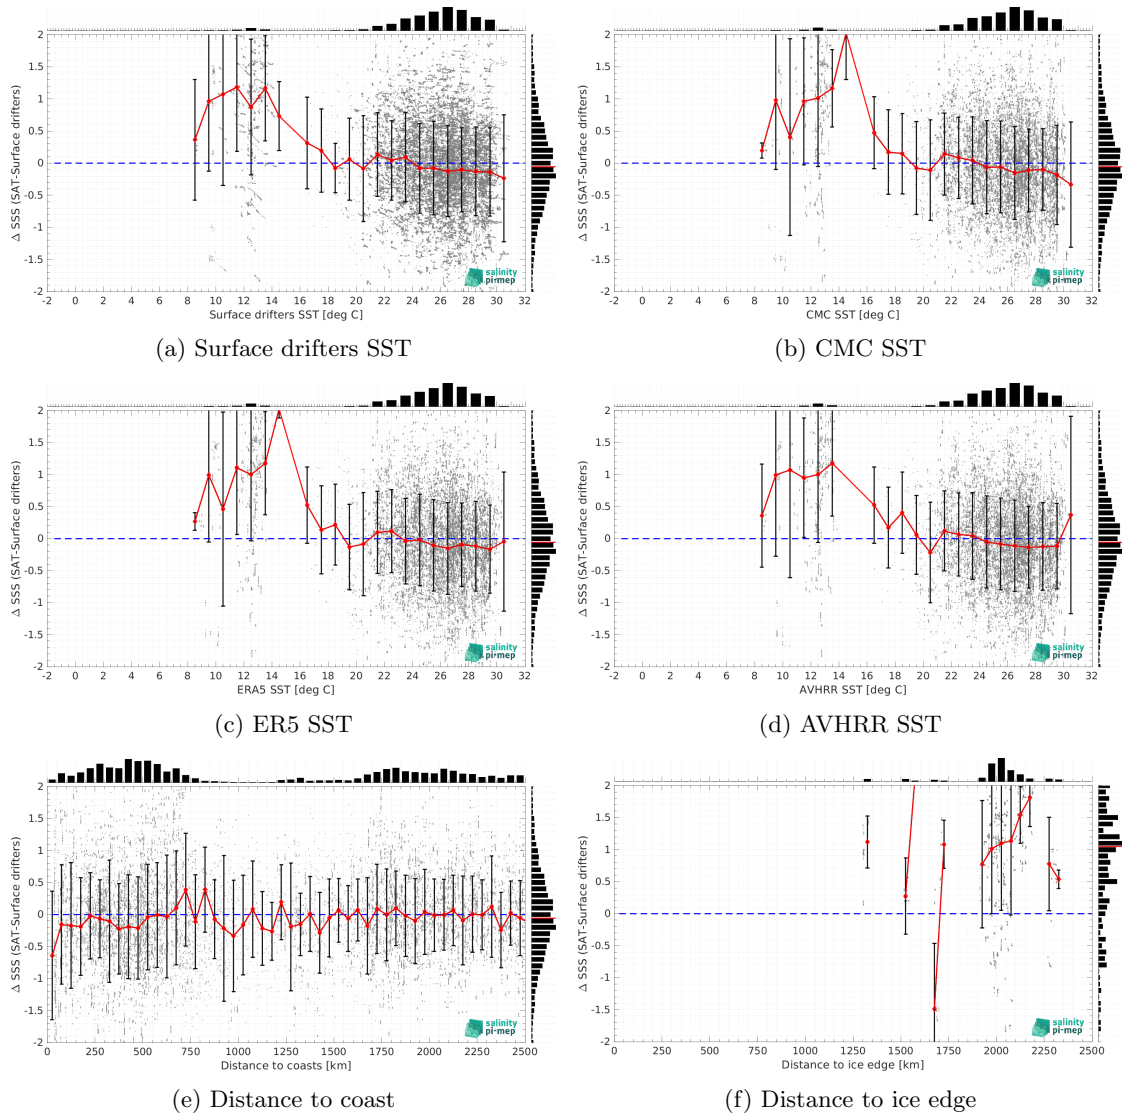 2
1.5
1
0.5
0
-0.5
-1
-1.5
-2
Δ SSS (SAT-Surface drifters)
-2 0 2 4 6 8 10 12 14 16 18 20 22 24 26 28 30 32
Surface drifters SST [deg C]
salinity
pi-mep
(a) Surface drifters SST
2
1.5
1
0.5
0
-0.5
-1
-1.5
-2
Δ SSS (SAT-Surface drifters)
-2 0 2 4 6 8 10 12 14 16 18 20 22 24 26 28 30 32
CMC SST [deg C]
salinity
pi-mep
(b) CMC SST
2
1.5
1
0.5
0
-0.5
-1
-1.5
-2
Δ SSS (SAT-Surface drifters)
-2 0 2 4 6 8 10 12 14 16 18 20 22 24 26 28 30 32
ERA5 SST [deg C]
salinity
pi-mep
(c) ER5 SST
2
1.5
1
0.5
0
-0.5
-1
-1.5
-2
Δ SSS (SAT-Surface drifters)
-2 0 2 4 6 8 10 12 14 16 18 20 22 24 26 28 30 32
AVHRR SST [deg C]
salinity
pi-mep
(d) AVHRR SST
2
1.5
1
0.5
0
-0.5
-1
-1.5
-2
Δ SSS (SAT-Surface drifters)
0 250 500 750 1000 1250 1500 1750 2000 2250 2500
Distance to coasts [km]
salinity
pi-mep
(e) Distance to coast
2
1.5
1
0.5
0
-0.5
-1
-1.5
-2
Δ SSS (SAT-Surface drifters)
0 250 500 750 1000 1250 1500 1750 2000 2250 2500
Distance to ice edge [km]
salinity
pi-mep
(f) Distance to ice edge